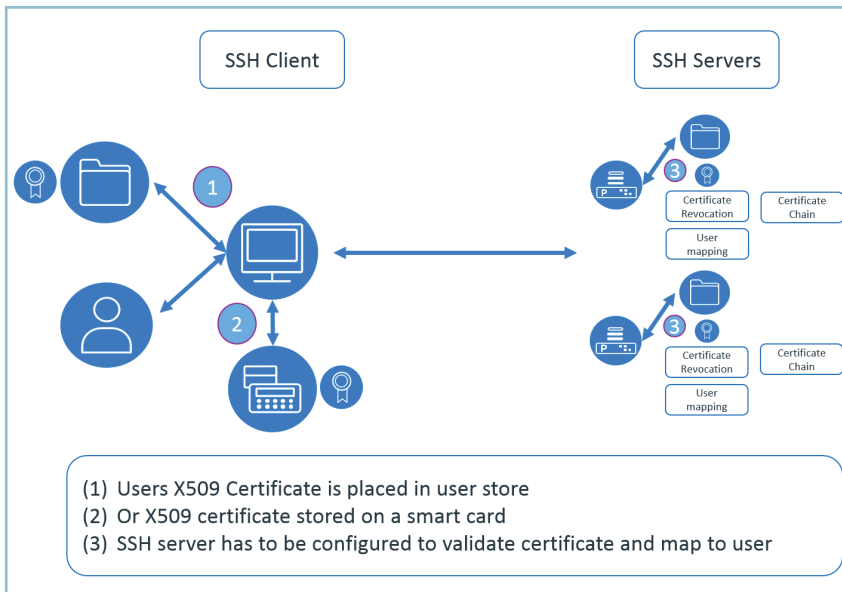 SSH Client
SSH Servers
1
2
3
P
Certificate
Revocation
Certificate
Chain
User
mapping
3
P
Certificate
Revocation
Certificate
Chain
User
mapping
(1) Users X509 Certificate is placed in user store
(2) Or X509 certificate stored on a smart card
(3) SSH server has to be configured to validate certificate and map to user